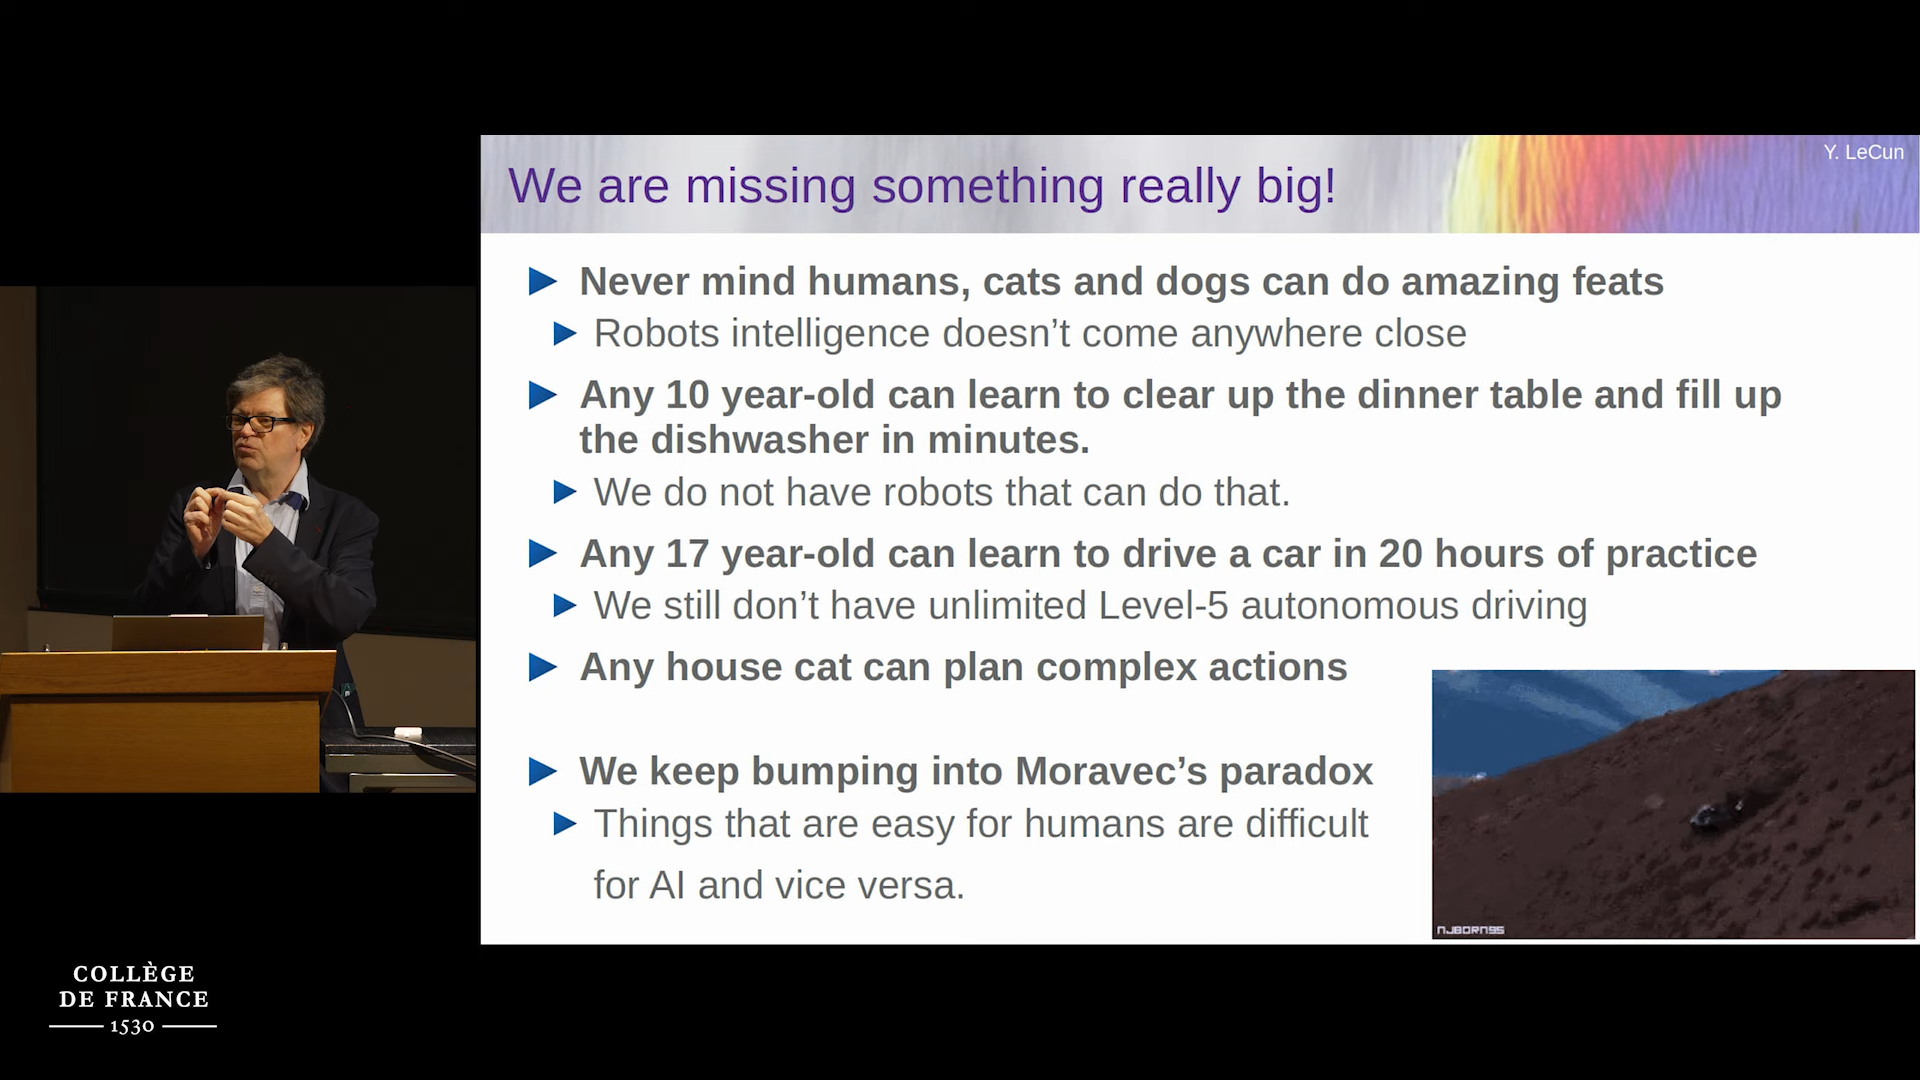 Y. LeCun
We are missing something really big!
Never mind humans, cats and dogs can do amazing feats
Robots intelligence doesn’t come anywhere close
Any 10 year-old can learn to clear up the dinner table and fill up
the dishwasher in minutes.
We do not have robots that can do that.
Any 17 year-old can learn to drive a car in 20 hours of practice
We still don’t have unlimited Level-5 autonomous driving
Any house cat can plan complex actions
We keep bumping into Moravec’s paradox
Things that are easy for humans are difficult
for AI and vice versa.
NJBORN95
COLLÈGE
DE FRANCE
1530